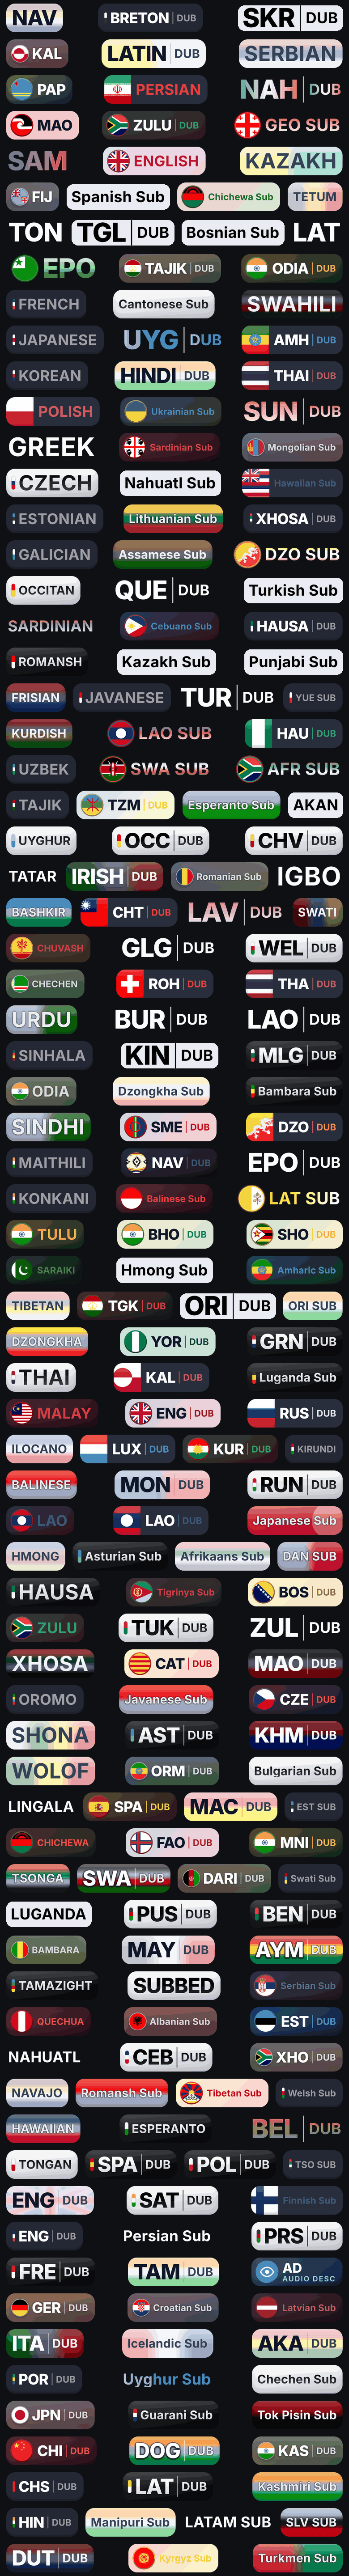 NAV BRETON | DUB SKR | DUB
KAL LATIN | DUB SERBIAN
PAP PERSIAN NAH | DUB
MAO ZULU | DUB GEO SUB
SAM ENGLISH KAZAKH
FIJ Spanish Sub Chichewa Sub TETUM
TON TGL | DUB Bosnian Sub LAT
EPO TAJIK | DUB ODIA | DUB
FRENCH Cantonese Sub SWAHILI
JAPANESE UYG | DUB AMH | DUB
KOREAN HINDI | DUB THAI | DUB
POLISH Ukrainian Sub SUN | DUB
GREEK Sardinian Sub Mongolian Sub
CZECH Nahuatl Sub Hawaiian Sub
ESTONIAN Lithuanian Sub XHOSA | DUB
GALICIAN Assamese Sub DZO SUB
OCCITAN QUE | DUB Turkish Sub
SARDINIAN Cebuano Sub HAUSA | DUB
ROMANSH Kazakh Sub Punjabi Sub
FRISIAN JAVANESE TUR | DUB YUE SUB
KURDISH LAO SUB HAU | DUB
UZBEK SWA SUB AFR SUB
TAJIK TZM | DUB Esperanto Sub AKAN
UYGHUR OCC | DUB CHV | DUB
TATAR IRISH | DUB Romanian Sub IGBO
BASHKIR CHT | DUB LAV | DUB SWATI
CHUVASH GLG | DUB WEL | DUB
CHECHEN ROH | DUB THA | DUB
URDU BUR | DUB LAO | DUB
SINHALA KIN | DUB MLG | DUB
ODIA Dzongkha Sub Bambara Sub
SINDHI SME | DUB DZO | DUB
MAITHILI NAV | DUB EPO | DUB
KONKANI Balinese Sub LAT SUB
TULU BHO | DUB SHO | DUB
SARAIKI Hmong Sub Amharic Sub
TIBETAN TGK | DUB ORI | DUB ORI SUB
DZONGKHA YOR | DUB GRN | DUB
THAI KAL | DUB Luganda Sub
MALAY ENG | DUB RUS | DUB
ILOCANO LUX | DUB KUR | DUB KIRUNDI
BALINESE MON | DUB RUN | DUB
LAO LAO | DUB Japanese Sub
HMONG Asturian Sub Afrikaans Sub DAN SUB
HAUSA Tigrinya Sub BOS | DUB
ZULU TUK | DUB ZUL | DUB
XHOSA CAT | DUB MAO | DUB
OROMO Javanese Sub CZE | DUB
SHONA AST | DUB KHM | DUB
WOLOF ORM | DUB Bulgarian Sub
LINGALA SPA | DUB MAC | DUB EST SUB
CHICHEWA FAO | DUB MNI | DUB
TSONGA SWA | DUB DARI | DUB Swati Sub
LUGANDA PUS | DUB BEN | DUB
BAMBARA MAY | DUB AYM | DUB
TAMAZIGHT SUBBED Serbian Sub
QUECHUA Albanian Sub EST | DUB
NAHUATL CEB | DUB XHO | DUB
NAVAJO Romansh Sub Tibetan Sub Welsh Sub
HAWAIIAN ESPERANTO BEL | DUB
TONGAN SPA | DUB POL | DUB TSO SUB
ENG | DUB SAT | DUB Finnish Sub
ENG | DUB Persian Sub PRS | DUB
FRE | DUB TAM | DUB AD
AUDIO DESC
GER | DUB Croatian Sub Latvian Sub
ITA | DUB Icelandic Sub AKA | DUB
POR | DUB Uyghur Sub Chechen Sub
JPN | DUB Guarani Sub Tok Pisin Sub
CHI | DUB DOG | DUB KAS | DUB
CHS | DUB LAT | DUB Kashmiri Sub
HIN | DUB Manipuri Sub LATAM SUB SLV SUB
DUT | DUB Kyrgyz Sub Turkmen Sub